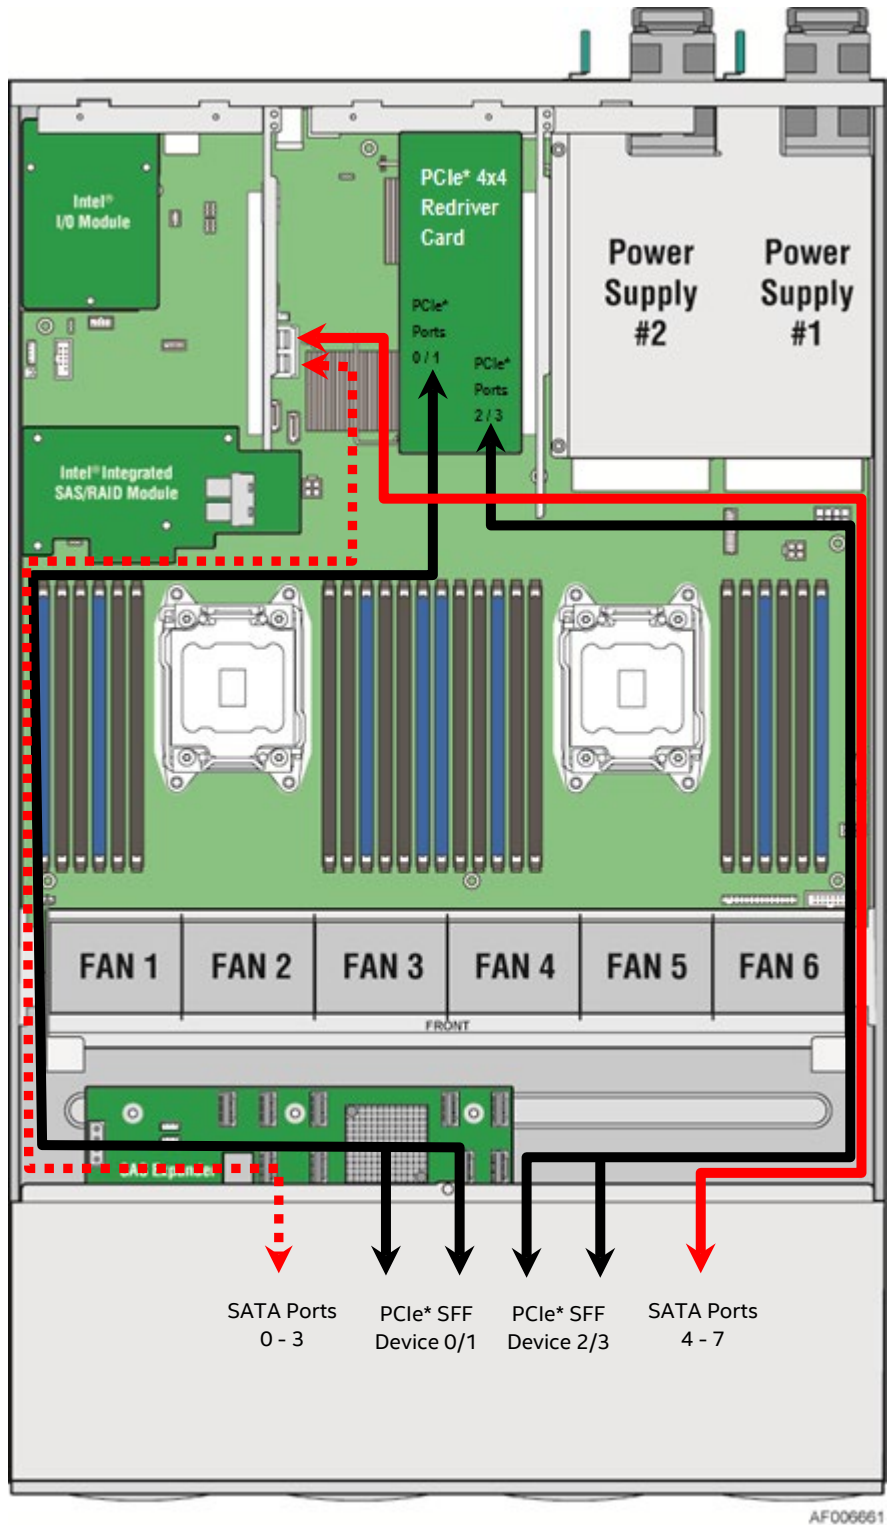 Intel®
I/O Module
PCIe* 4x4
Redriver
Card
PCIe*
Ports
0 / 1
PCIe*
Ports
2 / 3
Power
Supply
#2
Power
Supply
#1
Intel® Integrated
SAS/RAID Module
FAN 1
FAN 2
FAN 3
FAN 4
FAN 5
FAN 6
FRONT
SAS Expander
SATA Ports
0 - 3
PCIe* SFF
Device 0/1
PCIe* SFF
Device 2/3
SATA Ports
4 - 7
AF006661